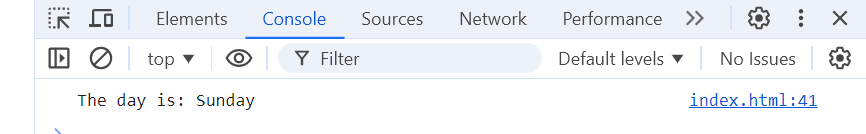 Elements Console Sources Network Performance
top Filter Default levels No Issues
The day is: Sunday index.html:41